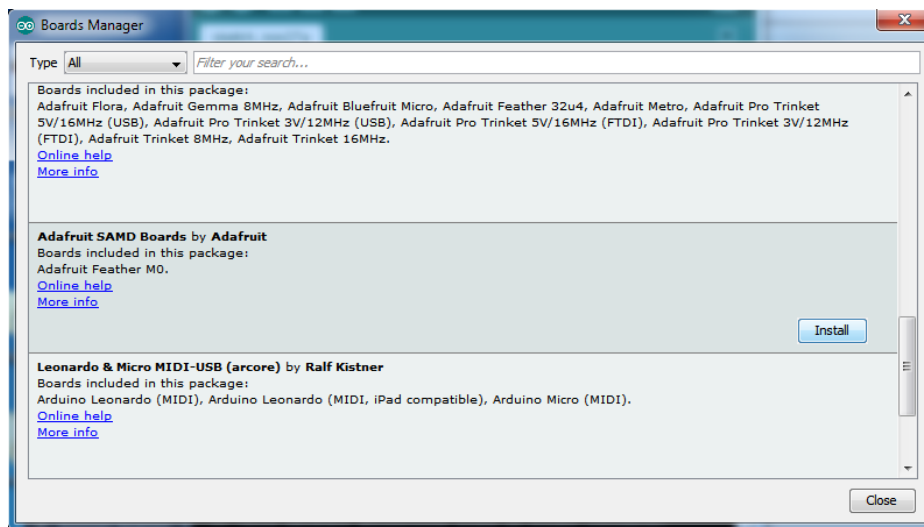 Boards Manager
Type All Filter your search...
Boards included in this package:
Adafruit Flora, Adafruit Gemma 8MHz, Adafruit Bluefruit Micro, Adafruit Feather 32u4, Adafruit Metro, Adafruit Pro Trinket
5V/16MHz (USB), Adafruit Pro Trinket 3V/12MHz (USB), Adafruit Pro Trinket 5V/16MHz (FTDI), Adafruit Pro Trinket 3V/12MHz
(FTDI), Adafruit Trinket 8MHz, Adafruit Trinket 16MHz.
Online help
More info
Adafruit SAMD Boards by Adafruit
Boards included in this package:
Adafruit Feather M0.
Online help
More info
Install
Leonardo & Micro MIDI-USB (arcore) by Ralf Kistner
Boards included in this package:
Arduino Leonardo (MIDI), Arduino Leonardo (MIDI, iPad compatible), Arduino Micro (MIDI).
Online help
More info
Close